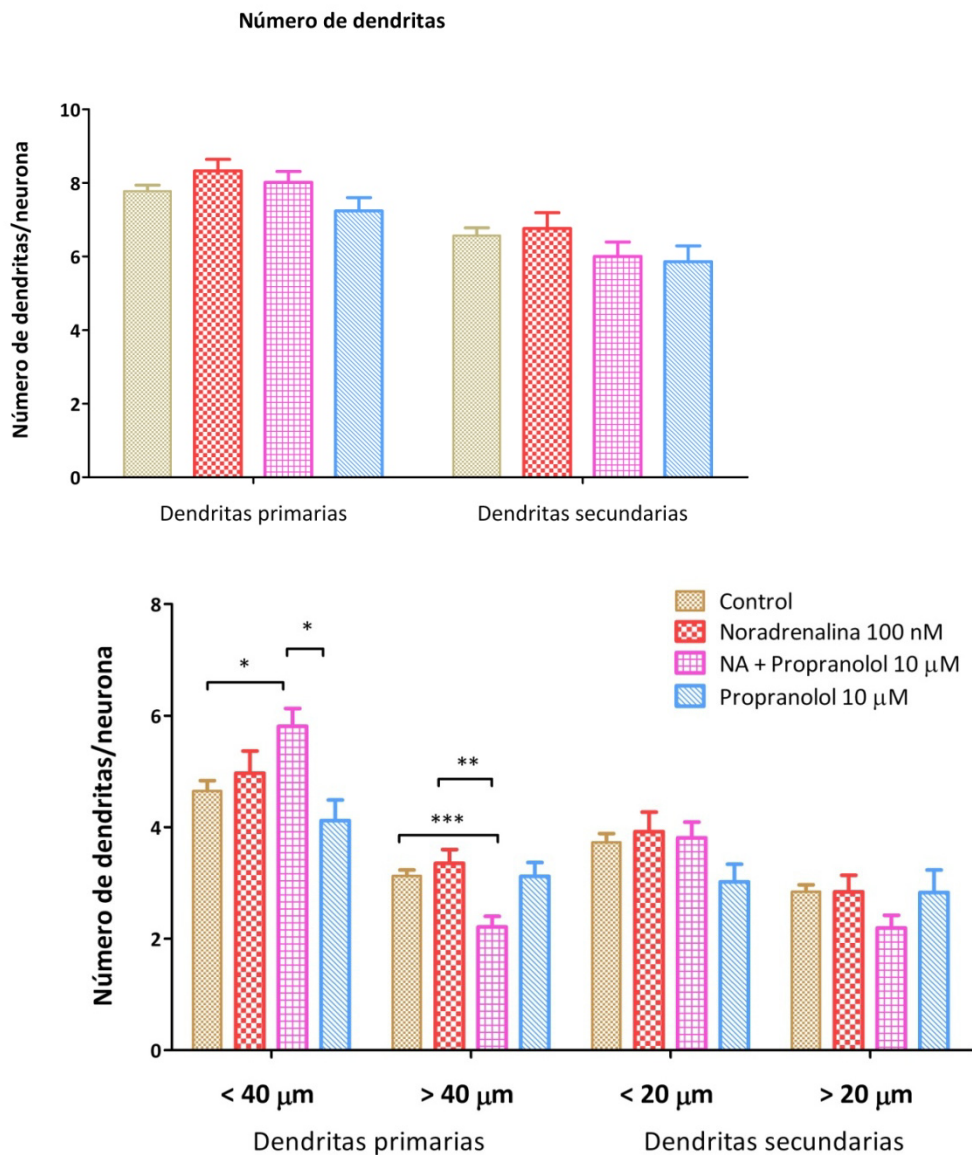 Número de dendritas
Número de dendritas/neurona
10
8
6
4
2
0
Dendritas primarias
Dendritas secundarias
Número de dendritas/neurona
8
6
4
2
0
*
*
**
***
Control
Noradrenalina 100 nM
NA + Propranolol 10 μM
Propranolol 10 μM
< 40 μm
> 40 μm
< 20 μm
> 20 μm
Dendritas primarias
Dendritas secundarias